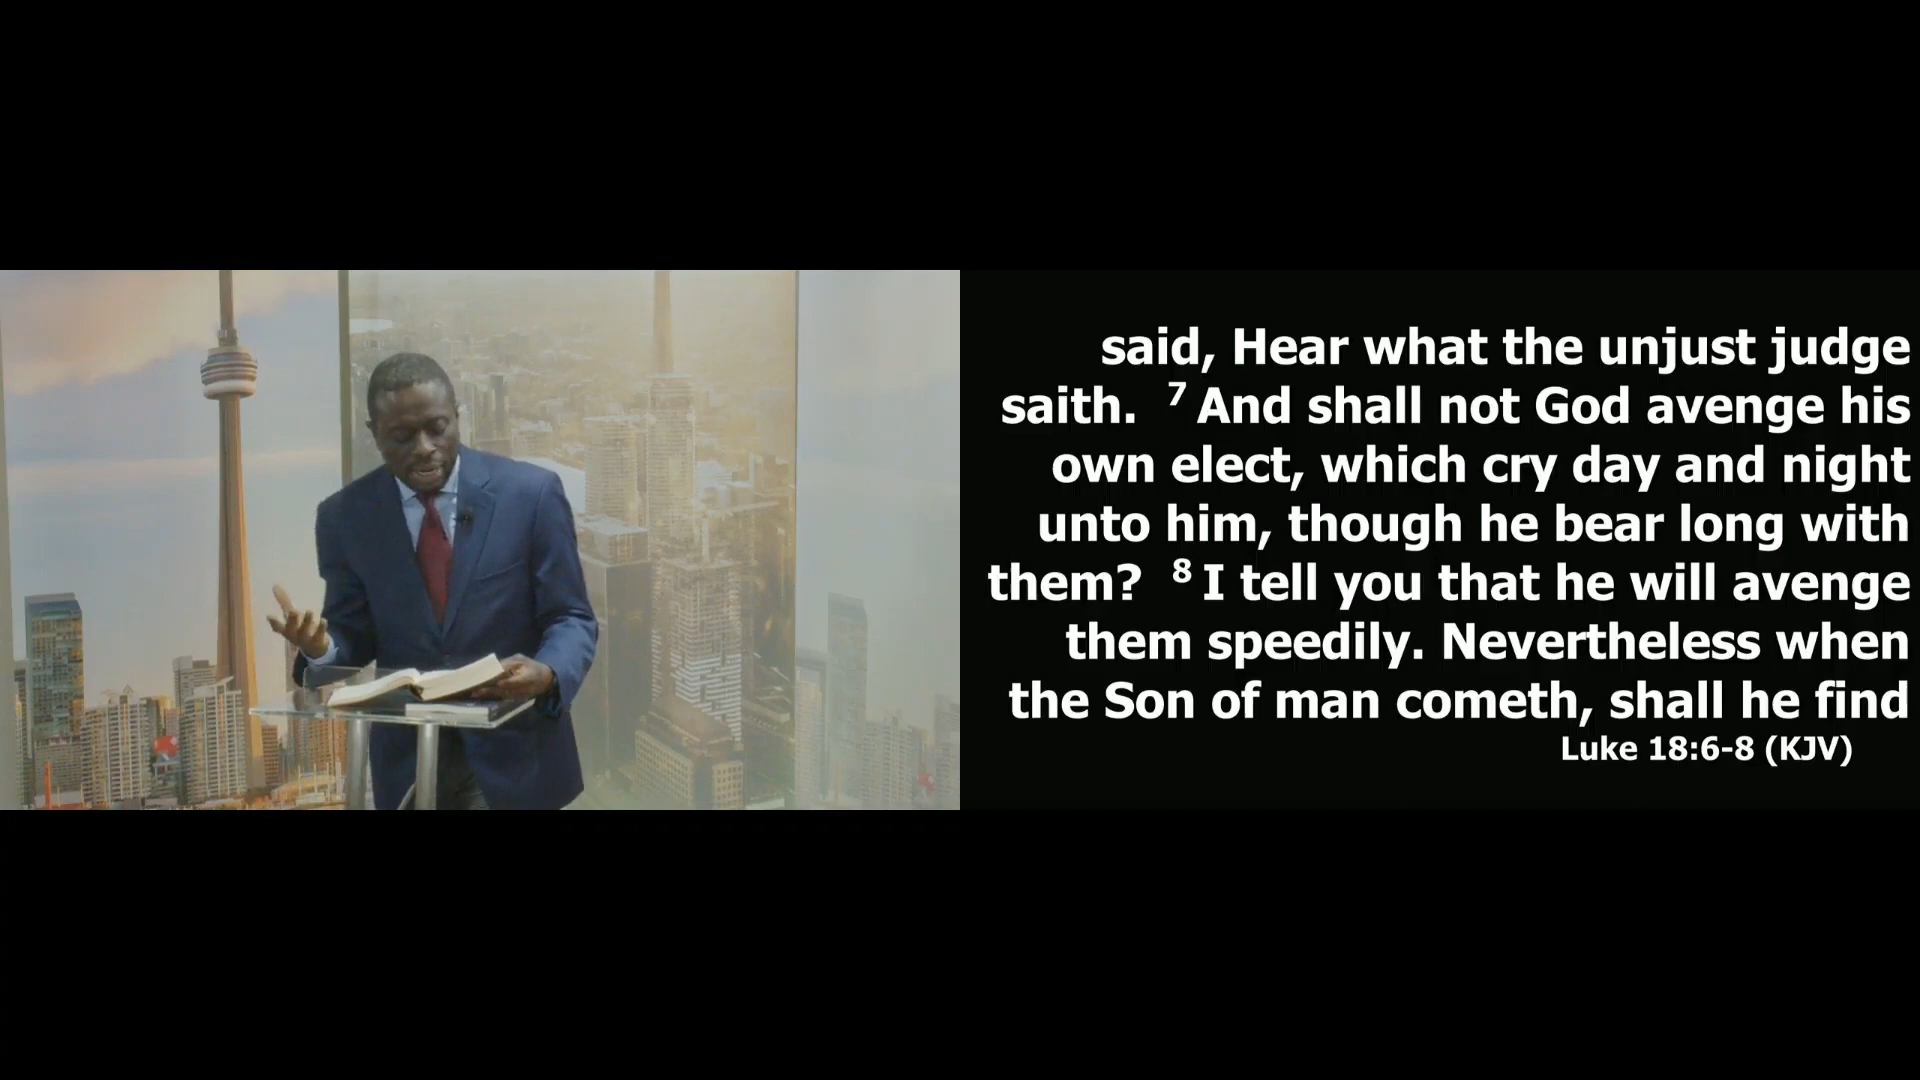 said, Hear what the unjust judge
saith. 7 And shall not God avenge his
own elect, which cry day and night
unto him, though he bear long with
them? 8 I tell you that he will avenge
them speedily. Nevertheless when
the Son of man cometh, shall he find
Luke 18:6-8 (KJV)